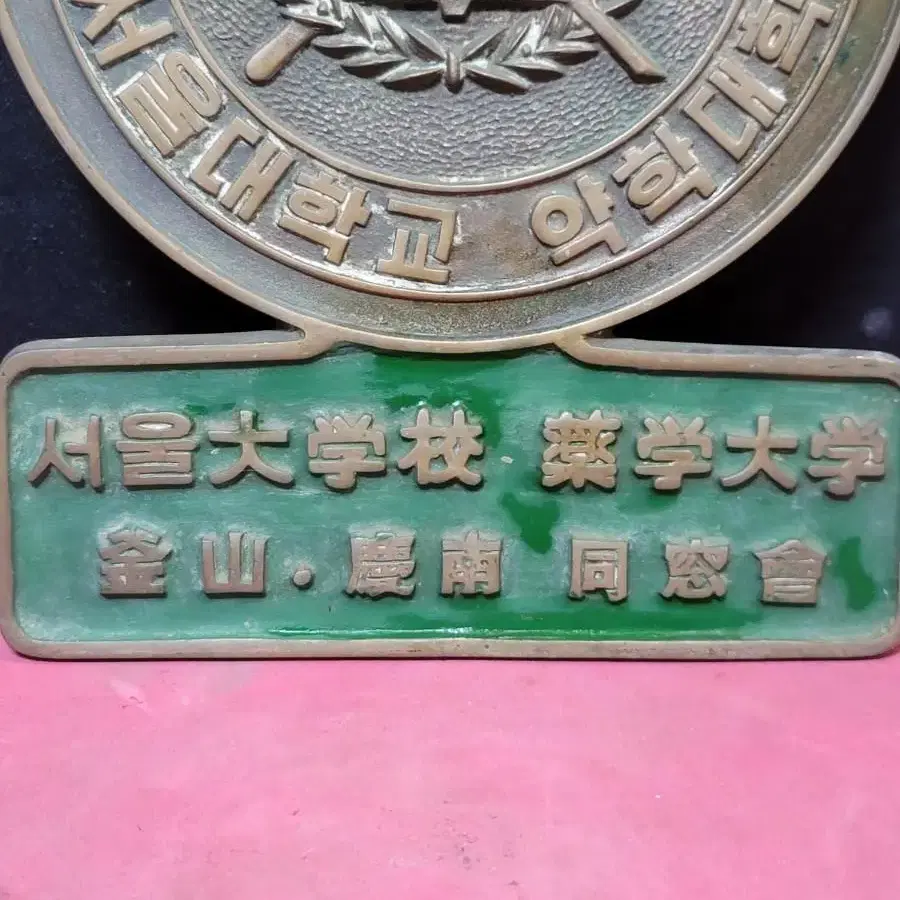 서울대학교 약학대학
서울大学校 薬学大学
釜山·慶南 同窓會